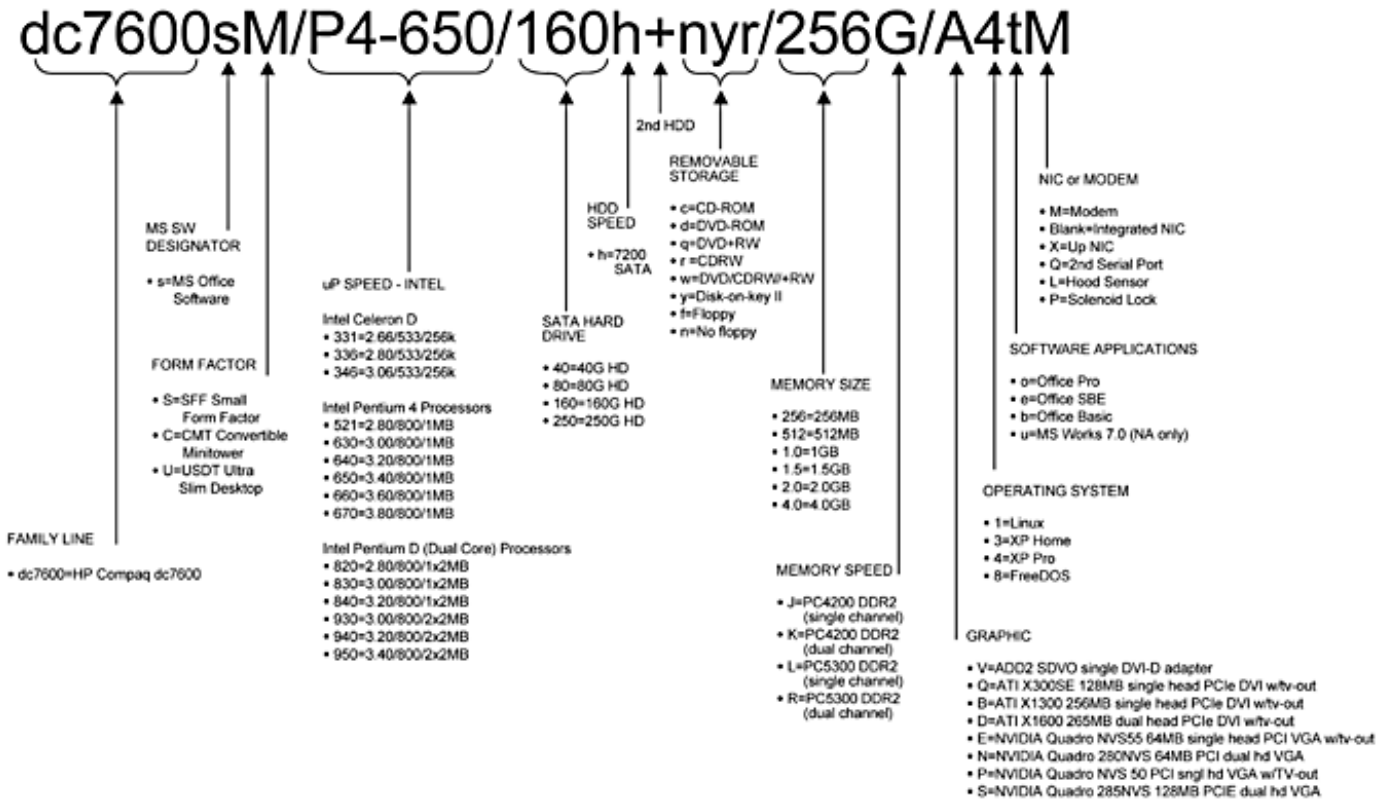 dc7600sM/P4-650/160h+nyr/256G/A4tM
MS SW
DESIGNATOR
• s=MS Office
Software
FORM FACTOR
• S=SFF Small
Form Factor
• C=CMT Convertible
Minitower
• U=USDT Ultra
Slim Desktop
FAMILY LINE
• dc7600=HP Compaq dc7600
uP SPEED - INTEL
Intel Celeron D
• 331=2.66/533/256k
• 336=2.80/533/256k
• 346=3.06/533/256k
Intel Pentium 4 Processors
• 521=2.80/800/1MB
• 630=3.00/800/1MB
• 640=3.20/800/1MB
• 650=3.40/800/1MB
• 660=3.60/800/1MB
• 670=3.80/800/1MB
Intel Pentium D (Dual Core) Processors
• 820=2.80/800/1x2MB
• 830=3.00/800/1x2MB
• 840=3.20/800/1x2MB
• 930=3.00/800/2x2MB
• 940=3.20/800/2x2MB
• 950=3.40/800/2x2MB
SATA HARD
DRIVE
• 40=40G HD
• 80=80G HD
• 160=160G HD
• 250=250G HD
HDD
SPEED
• h=7200
SATA
2nd HDD
REMOVABLE
STORAGE
• c=CD-ROM
• d=DVD-ROM
• q=DVD+RW
• r =CDRW
• w=DVD/CDRW/+RW
• y=Disk-on-key II
• f=Floppy
• n=No floppy
MEMORY SIZE
• 256=256MB
• 512=512MB
• 1.0=1GB
• 1.5=1.5GB
• 2.0=2.0GB
• 4.0=4.0GB
MEMORY SPEED
• J=PC4200 DDR2
(single channel)
• K=PC4200 DDR2
(dual channel)
• L=PC5300 DDR2
(single channel)
• R=PC5300 DDR2
(dual channel)
NIC or MODEM
• M=Modem
• Blank=Integrated NIC
• X=Up NIC
• Q=2nd Serial Port
• L=Hood Sensor
• P=Solenoid Lock
SOFTWARE APPLICATIONS
• o=Office Pro
• e=Office SBE
• b=Office Basic
• u=MS Works 7.0 (NA only)
OPERATING SYSTEM
• 1=Linux
• 3=XP Home
• 4=XP Pro
• 8=FreeDOS
GRAPHIC
• V=ADD2 SDVO single DVI-D adapter
• Q=ATI X300SE 128MB single head PCIe DVI w/tv-out
• B=ATI X1300 256MB single head PCIe DVI w/tv-out
• D=ATI X1600 265MB dual head PCIe DVI w/tv-out
• E=NVIDIA Quadro NVS55 64MB single head PCI VGA w/tv-out
• N=NVIDIA Quadro 280NVS 64MB PCI dual hd VGA
• P=NVIDIA Quadro NVS 50 PCI sngl hd VGA w/TV-out
• S=NVIDIA Quadro 285NVS 128MB PCIE dual hd VGA